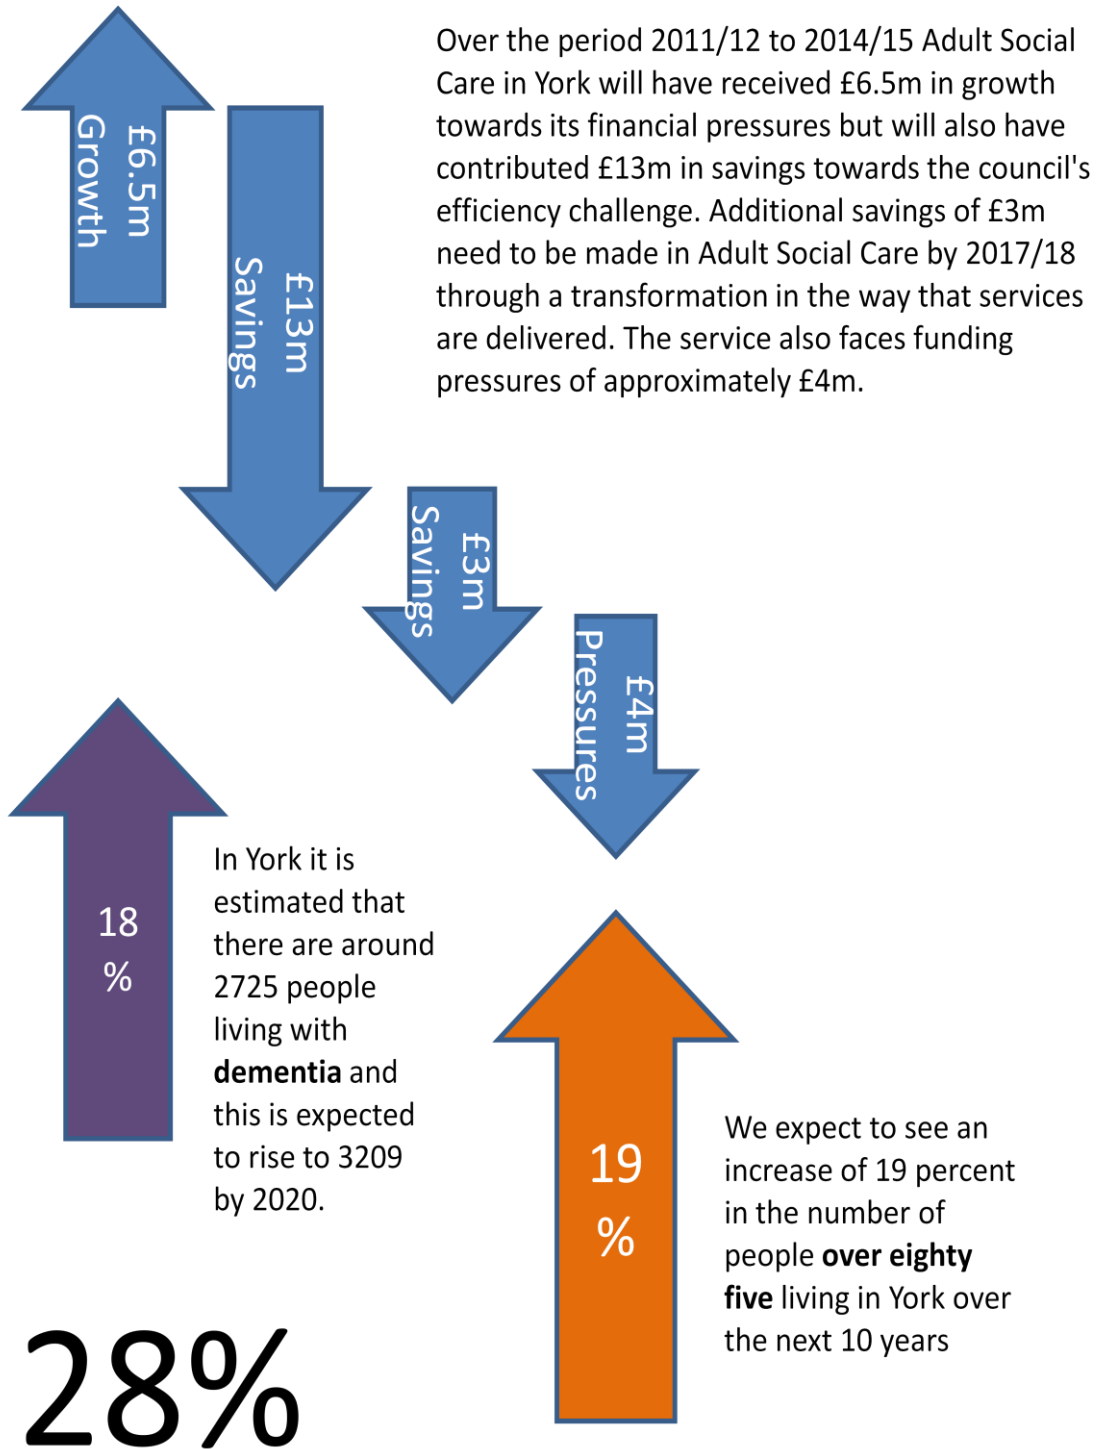 £6.5m
Growth
£13m
Savings
Over the period 2011/12 to 2014/15 Adult Social
Care in York will have received £6.5m in growth
towards its financial pressures but will also have
contributed £13m in savings towards the council's
efficiency challenge. Additional savings of £3m
need to be made in Adult Social Care by 2017/18
through a transformation in the way that services
are delivered. The service also faces funding
pressures of approximately £4m.
£3m
Savings
£4m
Pressures
18
%
In York it is
estimated that
there are around
2725 people
living with
dementia and
this is expected
to rise to 3209
by 2020.
19
%
We expect to see an
increase of 19 percent
in the number of
people over eighty
five living in York over
the next 10 years
28%